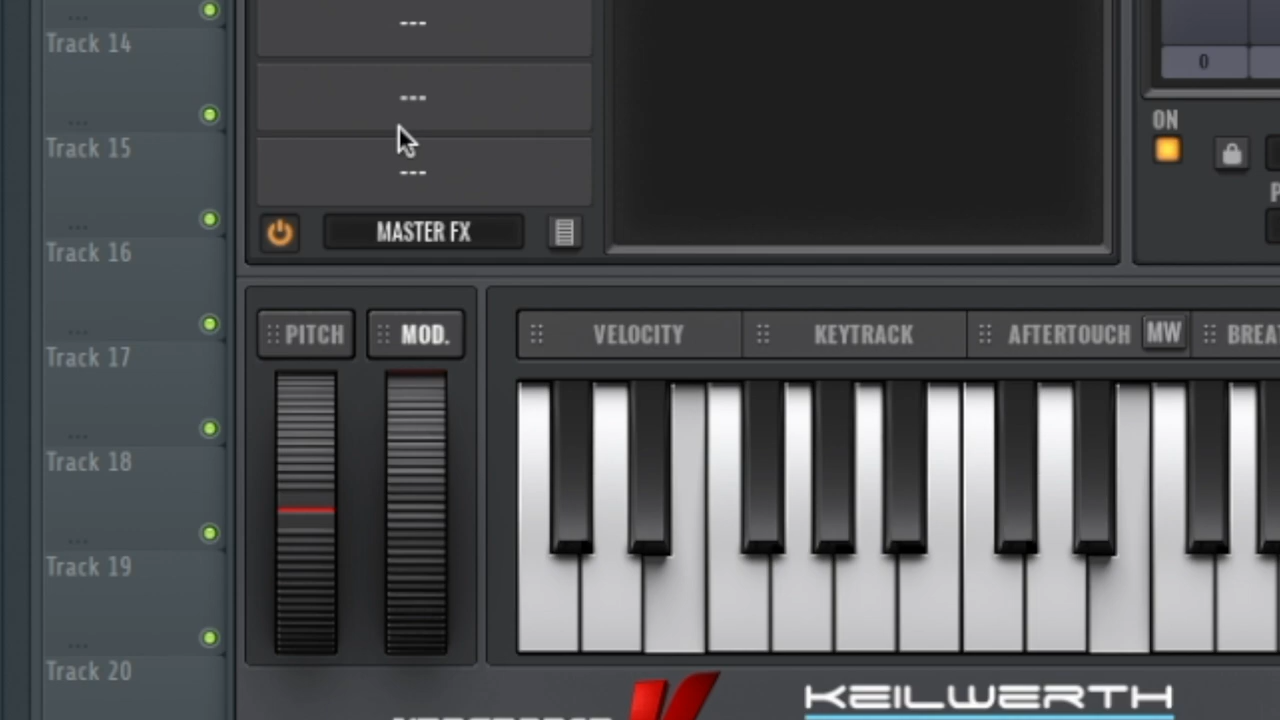 ---
Track 14
---
Track 15
---
Track 16
MASTER FX
Track 17
Track 18
Track 19
Track 20
0
ON
PITCH
MOD.
VELOCITY
KEYTRACK
AFTERTOUCH
MW
KEILWERTH